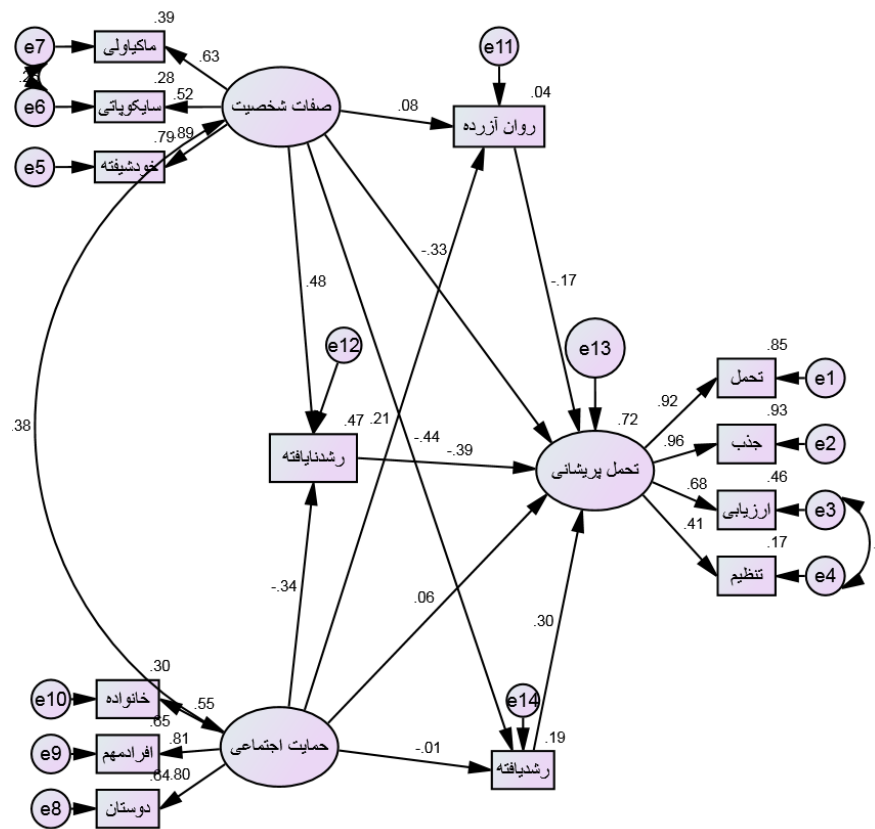 .39
e7
ماکیاولی
.63
e11
.28
.04
e6
سایکوپاتی
.52
صفات شخصیت
.08
روان آزرده
.79
.89
e5
خودشیفته
-.33
.48
-.17
e12
e13
.85
تحمل
e1
.92
.38
.47
.21
.72
.93
رشدنایافته
-.44
-.39
تحمل پریشانی
.96
جذب
e2
.68
.46
ارزیابی
e3
.41
.17
تنظیم
e4
-.34
.06
.30
.30
e10
خانواده
.55
e14
.65
.81
e9
افرادمهم
حمایت اجتماعی
-.01
.19
رشدیافته
.64
.80
e8
دوستان